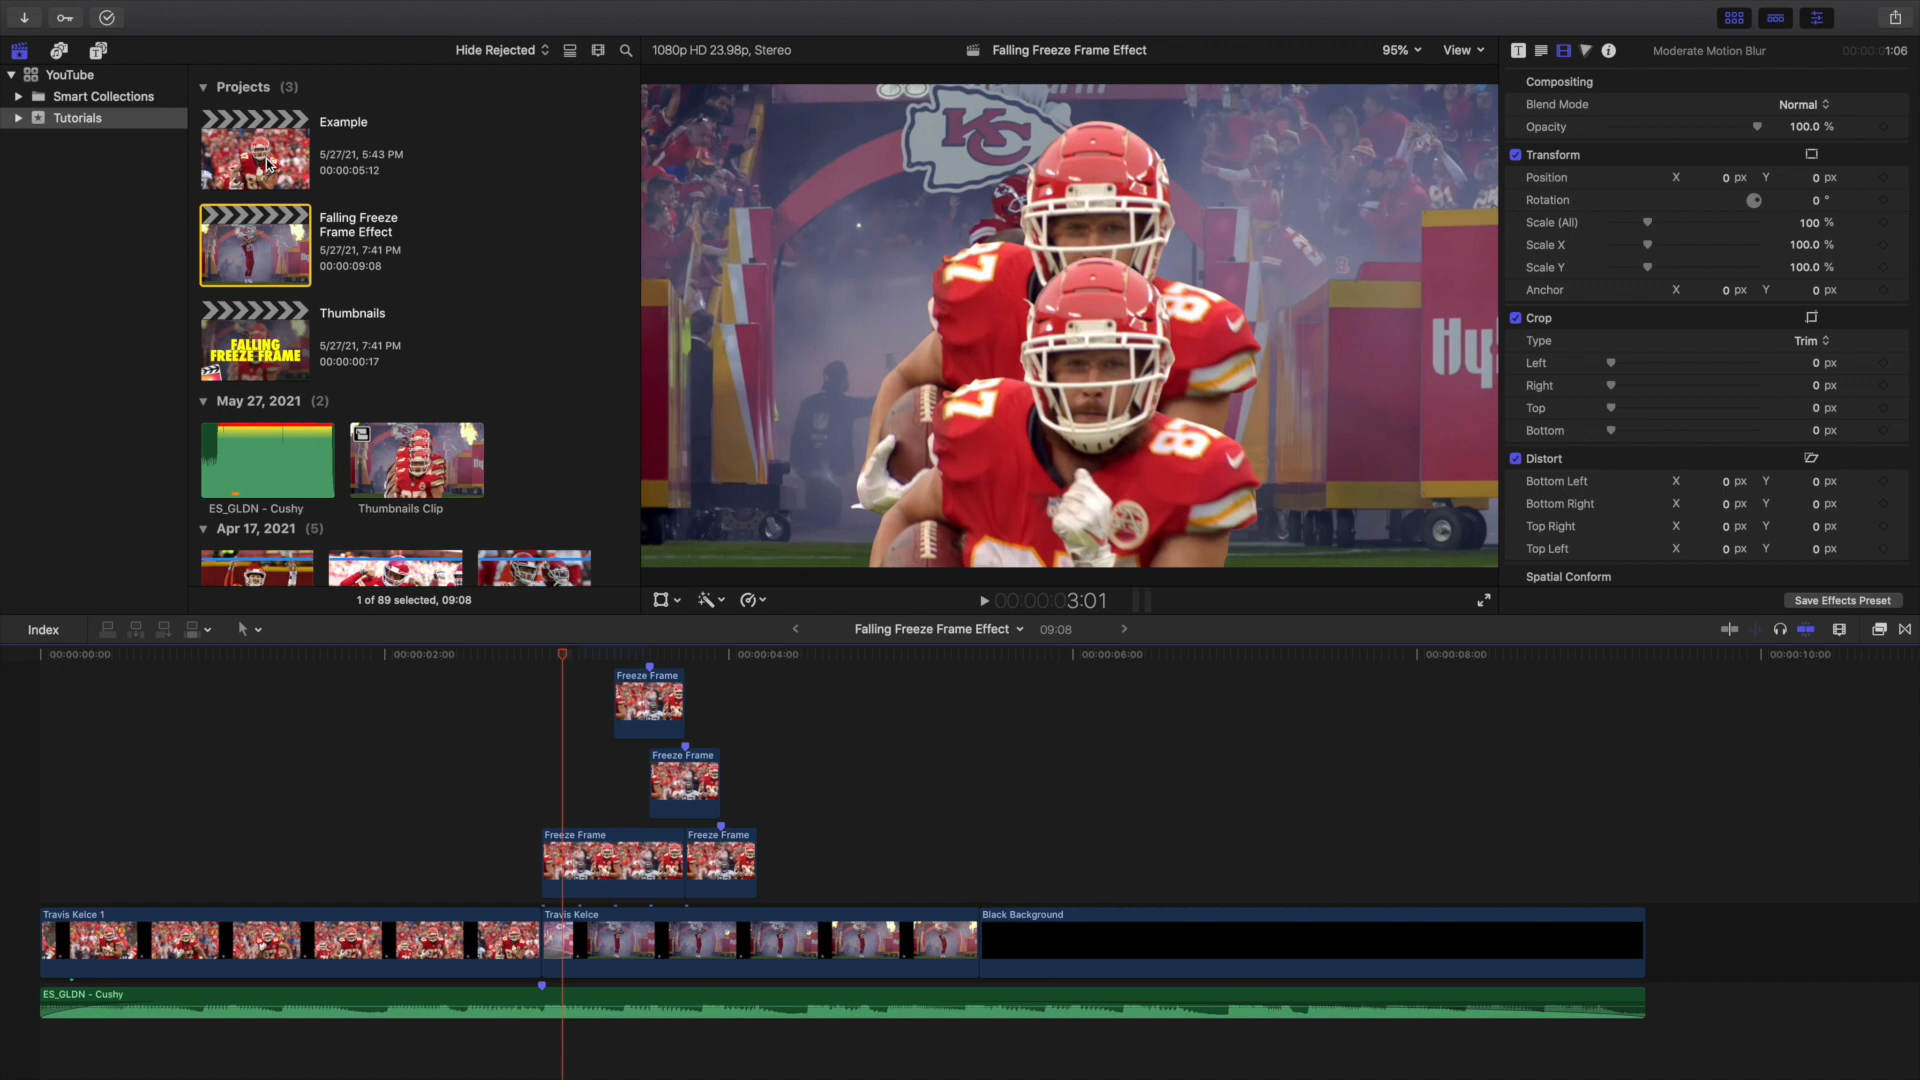 Hide Rejected
1080p HD 23.98p, Stereo
Falling Freeze Frame Effect
95%
View
Moderate Motion Blur
00:00:01:06
YouTube
Smart Collections
Tutorials
Projects (3)
Example
5/27/21, 5:43 PM
00:00:05:12
Falling Freeze
Frame Effect
5/27/21, 7:41 PM
00:00:09:08
Thumbnails
5/27/21, 7:41 PM
00:00:00:17
FALLING
FREEZE FRAME
May 27, 2021 (2)
ES_GLDN - Cushy
Thumbnails Clip
Apr 17, 2021 (5)
1 of 89 selected, 09:08
KC
Hy
87
87
Compositing
Blend Mode Normal
Opacity 100.0 %
Transform
Position X 0 px Y 0 px
Rotation 0 °
Scale (All) 100 %
Scale X 100.0 %
Scale Y 100.0 %
Anchor X 0 px Y 0 px
Crop
Type Trim
Left 0 px
Right 0 px
Top 0 px
Bottom 0 px
Distort
Bottom Left X 0 px Y 0 px
Bottom Right X 0 px Y 0 px
Top Right X 0 px Y 0 px
Top Left X 0 px Y 0 px
Spatial Conform
Save Effects Preset
00:00:03:01
Index
Falling Freeze Frame Effect
09:08
00:00:00:00
00:00:02:00
00:00:04:00
00:00:06:00
00:00:08:00
00:00:10:00
Freeze Frame
Freeze Frame
Freeze Frame
Freeze Frame
Travis Kelce 1
Travis Kelce
Black Background
ES_GLDN - Cushy